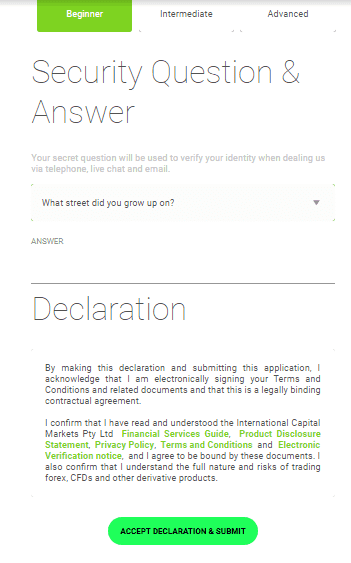 Beginner Intermediate Advanced
Security Question &
Answer
Your secret question will be used to verify your identity when dealing us
via telephone, live chat and email.
What street did you grow up on?
ANSWER
Declaration
By making this declaration and submitting this application, I
acknowledge that I am electronically signing your Terms and
Conditions and related documents and that this is a legally binding
contractual agreement.
I confirm that I have read and understood the International Capital
Markets Pty Ltd Financial Services Guide, Product Disclosure
Statement, Privacy Policy, Terms and Conditions and Electronic
Verification notice, and I agree to be bound by these documents. I
also confirm that I understand the full nature and risks of trading
forex, CFDs and other derivative products.
ACCEPT DECLARATION & SUBMIT